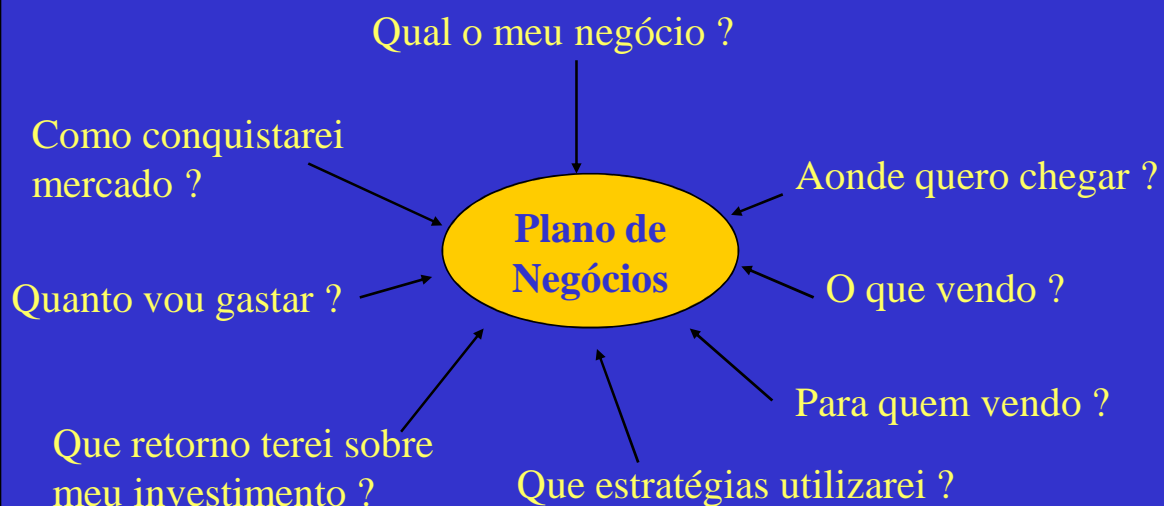 Qual o meu negócio ?
Como conquistarei
mercado ?
Aonde quero chegar ?
Plano de
Negócios
Quanto vou gastar ?
O que vendo ?
Para quem vendo ?
Que retorno terei sobre
meu investimento ?
Que estratégias utilizarei ?